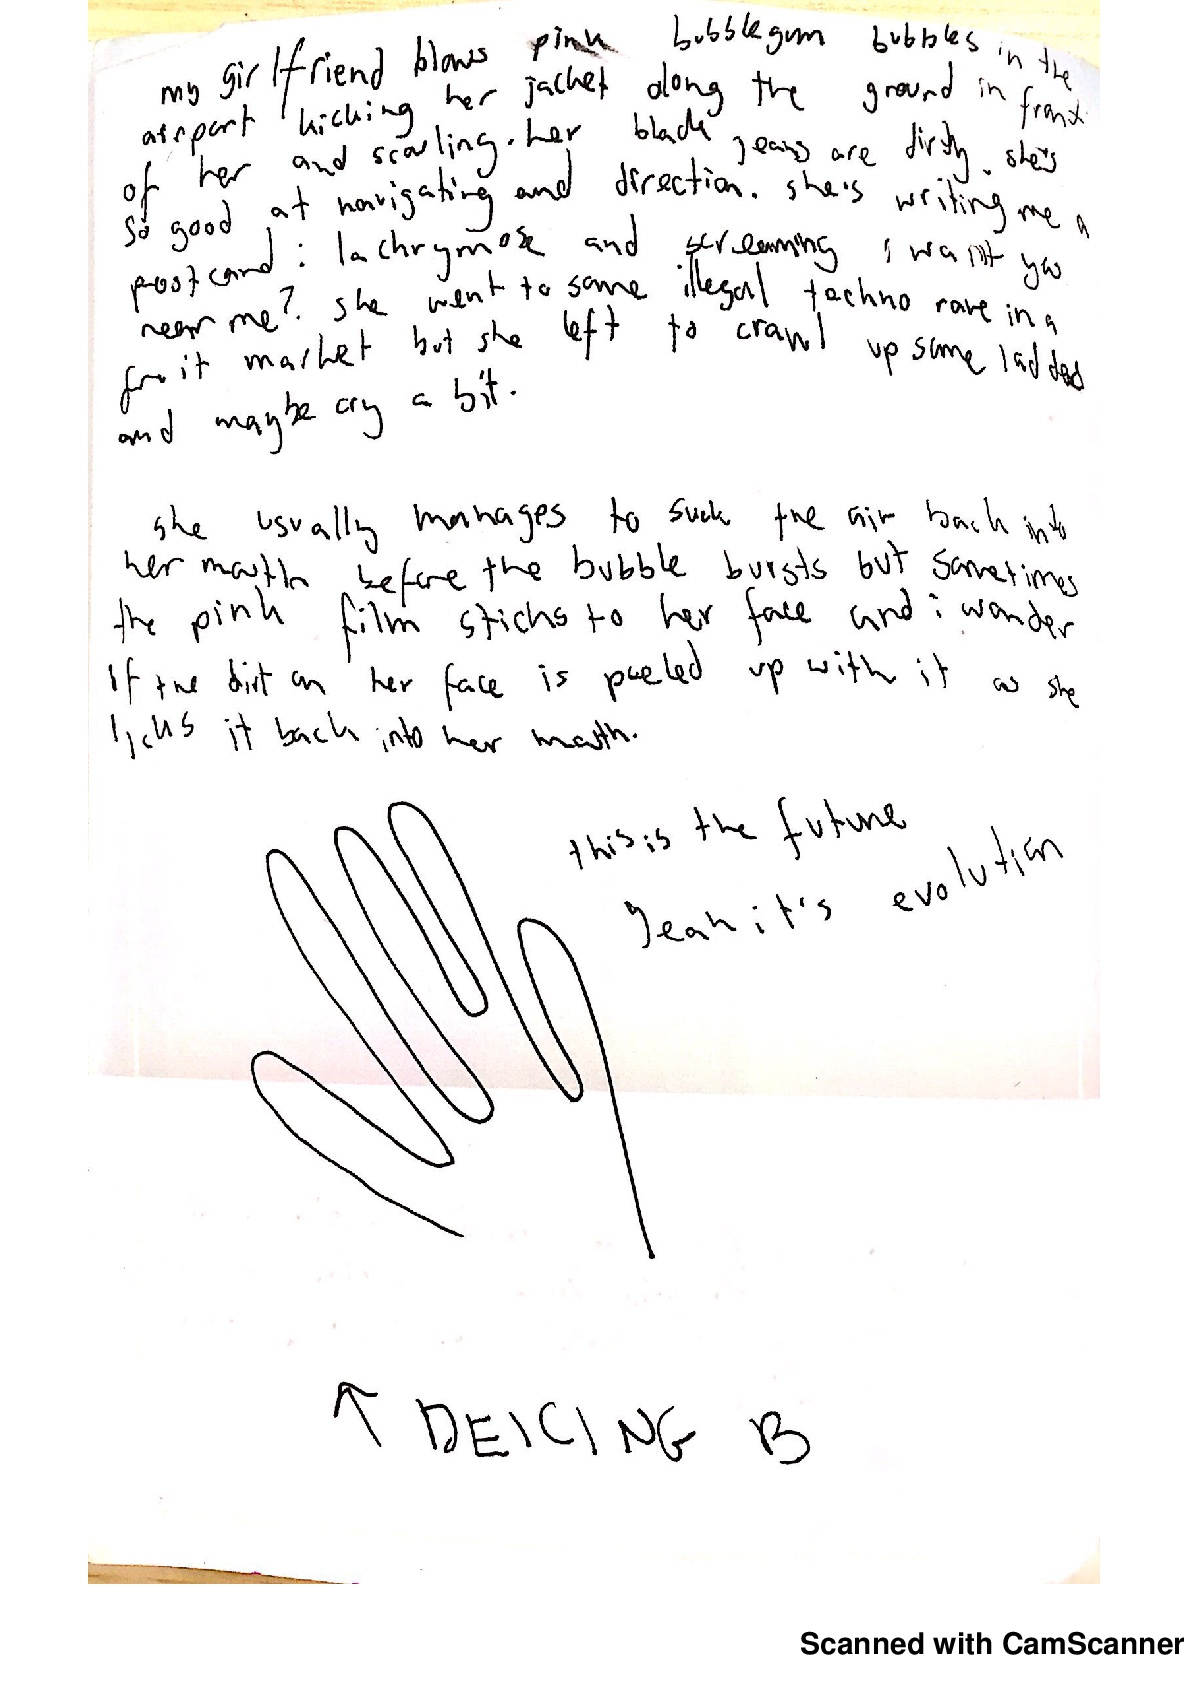 my girlfriend blows pink bubblegum bubbles in the
airport kicking her jacket along the ground in front
of her and scowling. her black jeans are dirty. she's
so good at navigating and direction. she's writing me a
postcard: lachrymose and screaming i want you
near me? she went to some illegal techno rave in a
fruit market but she left to crawl up some ladders
and maybe cry a bit.
she usually manages to suck the air back into
her mouth before the bubble bursts but sometimes
the pink film sticks to her face and i wonder
if the dirt on her face is peeled up with it as she
licks it back into her mouth.
this is the future
yeah it's evolution
↑ DEICING B
Scanned with CamScanner